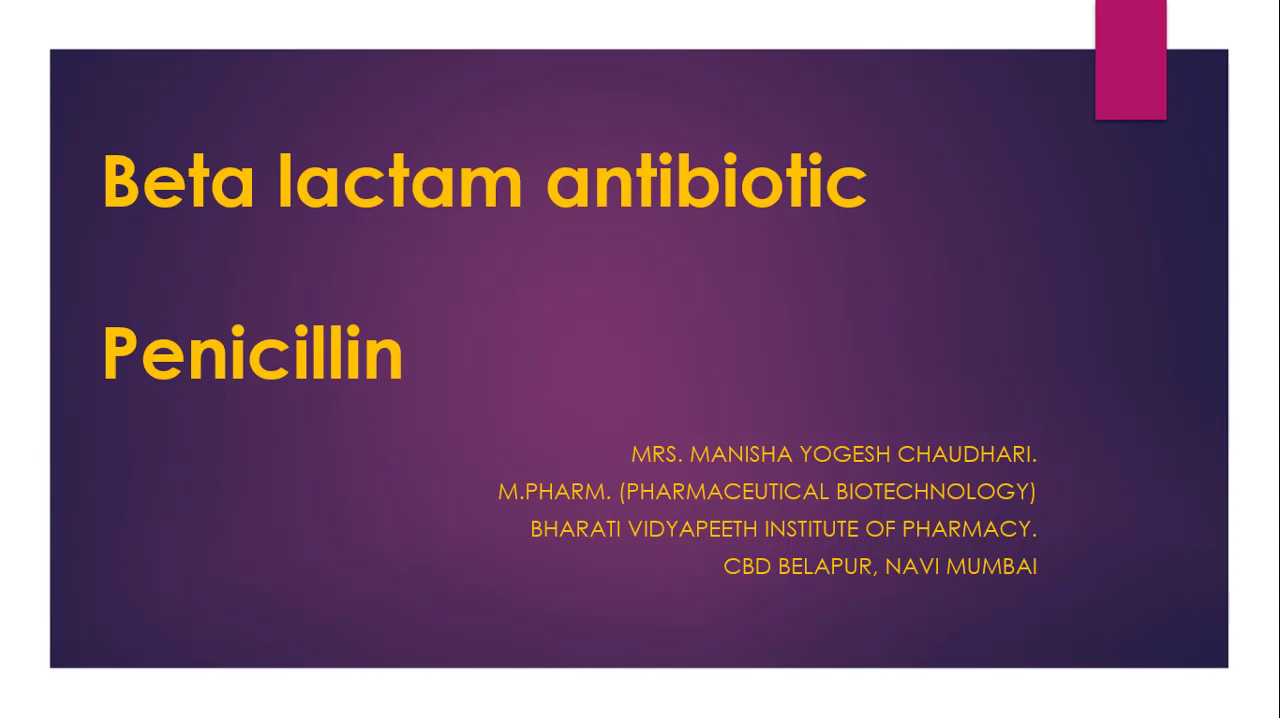 Beta lactam antibiotic
Penicillin
MRS. MANISHA YOGESH CHAUDHARI.
M.PHARM. (PHARMACEUTICAL BIOTECHNOLOGY)
BHARATI VIDYAPEETH INSTITUTE OF PHARMACY.
CBD BELAPUR, NAVI MUMBAI